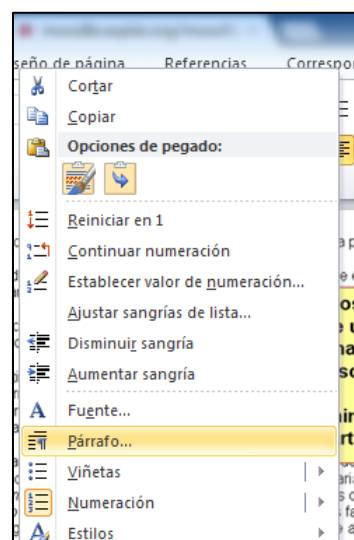 seño de página Referencias Correspo
Cortar
Copiar
Opciones de pegado:
Reiniciar en 1
Continuar numeración
Establecer valor de numeración...
Ajustar sangrías de lista...
Disminuir sangría
Aumentar sangría
Fuente...
Párrafo...
Viñetas
Numeración
Estilos